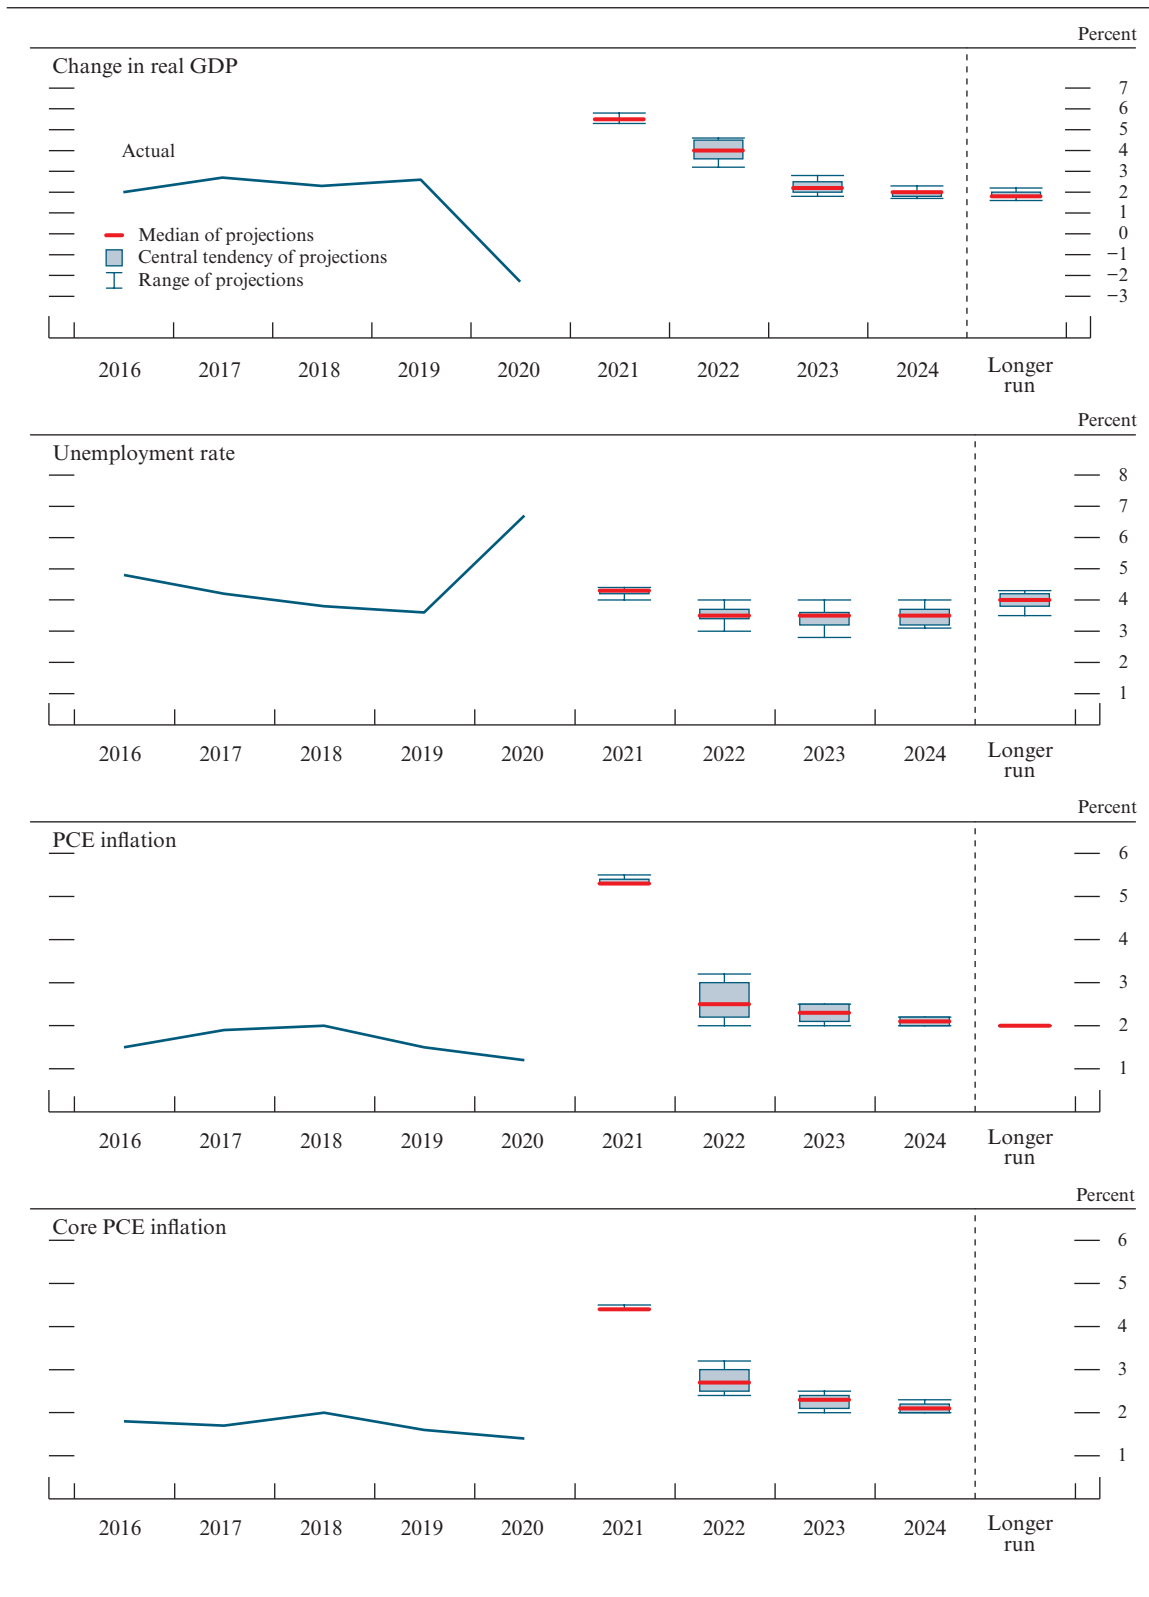 Percent
Change in real GDP
7
6
5
4
3
2
1
0
−1
−2
−3
Actual
Median of projections
Central tendency of projections
Range of projections
2016 2017 2018 2019 2020 2021 2022 2023 2024 Longer
run
Percent
Unemployment rate
8
7
6
5
4
3
2
1
2016 2017 2018 2019 2020 2021 2022 2023 2024 Longer
run
Percent
PCE inflation
6
5
4
3
2
1
2016 2017 2018 2019 2020 2021 2022 2023 2024 Longer
run
Percent
Core PCE inflation
6
5
4
3
2
1
2016 2017 2018 2019 2020 2021 2022 2023 2024 Longer
run